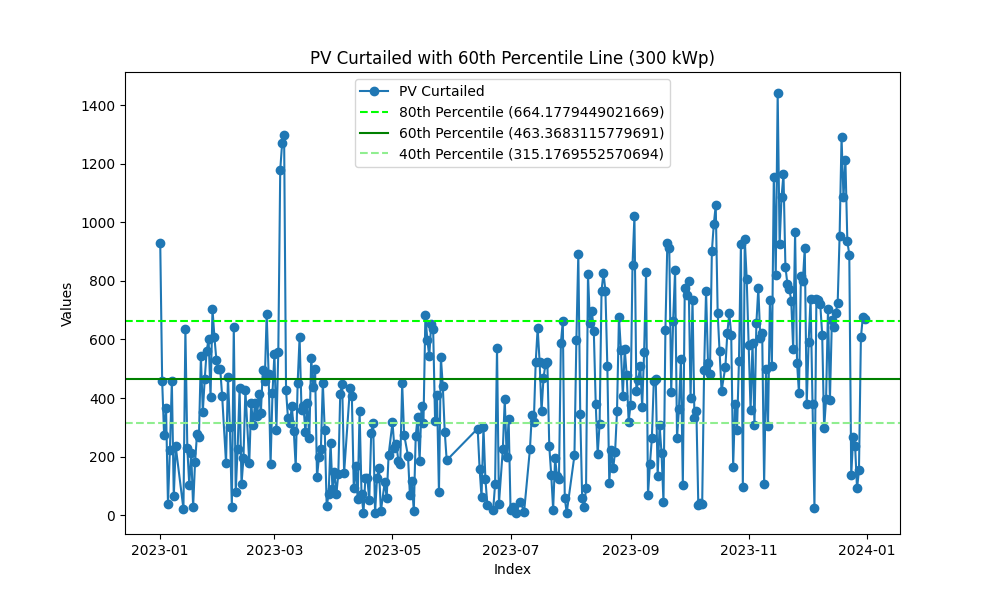 PV Curtailed with 60th Percentile Line (300 kWp)
PV Curtailed
80th Percentile (664.1779449021669)
60th Percentile (463.3683115779691)
40th Percentile (315.1769552570694)
1400
1200
1000
800
600
400
200
0
Values
2023-01 2023-03 2023-05 2023-07 2023-09 2023-11 2024-01
Index